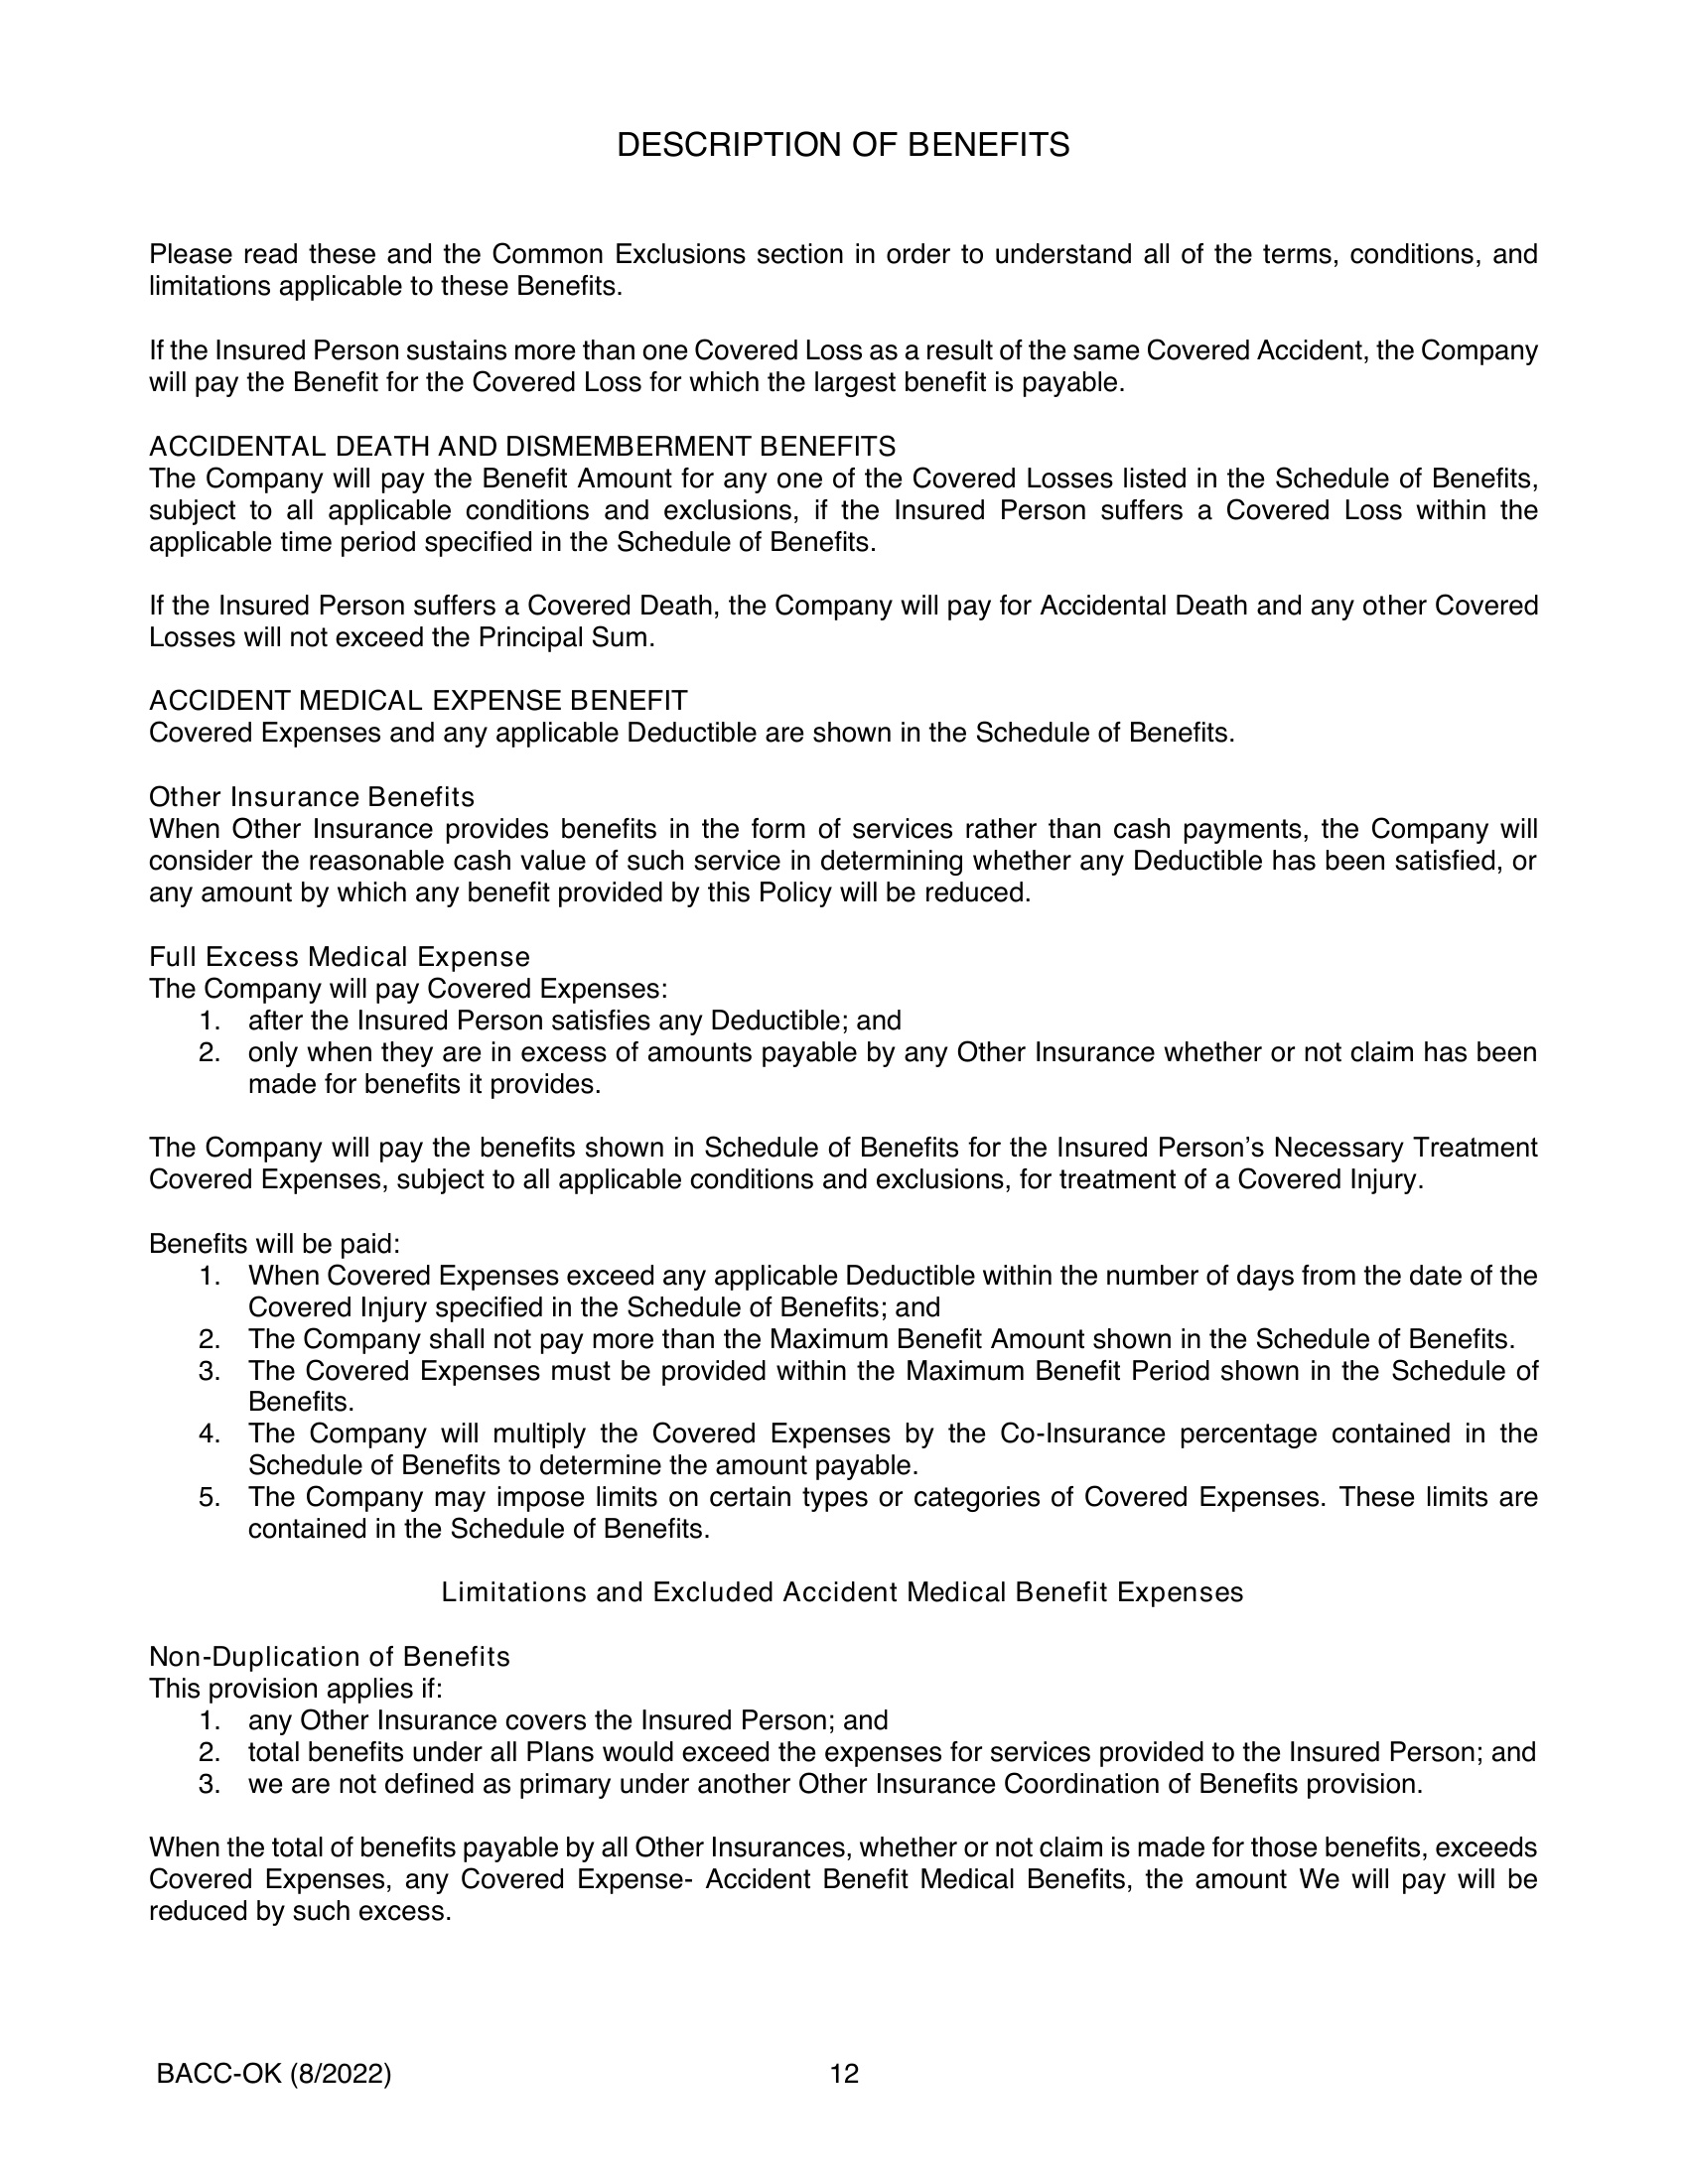 DESCRIPTION OF BENEFITS
Please read these and the Common Exclusions section in order to understand all of the terms, conditions, and
limitations applicable to these Benefits.
If the Insured Person sustains more than one Covered Loss as a result of the same Covered Accident, the Company
will pay the Benefit for the Covered Loss for which the largest benefit is payable.
ACCIDENTAL DEATH AND DISMEMBERMENT BENEFITS
The Company will pay the Benefit Amount for any one of the Covered Losses listed in the Schedule of Benefits,
subject to all applicable conditions and exclusions, if the Insured Person suffers a Covered Loss within the
applicable time period specified in the Schedule of Benefits.
If the Insured Person suffers a Covered Death, the Company will pay for Accidental Death and any other Covered
Losses will not exceed the Principal Sum.
ACCIDENT MEDICAL EXPENSE BENEFIT
Covered Expenses and any applicable Deductible are shown in the Schedule of Benefits.
Other Insurance Benefits
When Other Insurance provides benefits in the form of services rather than cash payments, the Company will
consider the reasonable cash value of such service in determining whether any Deductible has been satisfied, or
any amount by which any benefit provided by this Policy will be reduced.
Full Excess Medical Expense
The Company will pay Covered Expenses:
1. after the Insured Person satisfies any Deductible; and
2. only when they are in excess of amounts payable by any Other Insurance whether or not claim has been
made for benefits it provides.
The Company will pay the benefits shown in Schedule of Benefits for the Insured Person’s Necessary Treatment
Covered Expenses, subject to all applicable conditions and exclusions, for treatment of a Covered Injury.
Benefits will be paid:
1. When Covered Expenses exceed any applicable Deductible within the number of days from the date of the
Covered Injury specified in the Schedule of Benefits; and
2. The Company shall not pay more than the Maximum Benefit Amount shown in the Schedule of Benefits.
3. The Covered Expenses must be provided within the Maximum Benefit Period shown in the Schedule of
Benefits.
4. The Company will multiply the Covered Expenses by the Co-Insurance percentage contained in the
Schedule of Benefits to determine the amount payable.
5. The Company may impose limits on certain types or categories of Covered Expenses. These limits are
contained in the Schedule of Benefits.
Limitations and Excluded Accident Medical Benefit Expenses
Non-Duplication of Benefits
This provision applies if:
1. any Other Insurance covers the Insured Person; and
2. total benefits under all Plans would exceed the expenses for services provided to the Insured Person; and
3. we are not defined as primary under another Other Insurance Coordination of Benefits provision.
When the total of benefits payable by all Other Insurances, whether or not claim is made for those benefits, exceeds
Covered Expenses, any Covered Expense- Accident Benefit Medical Benefits, the amount We will pay will be
reduced by such excess.
BACC-OK (8/2022) 12